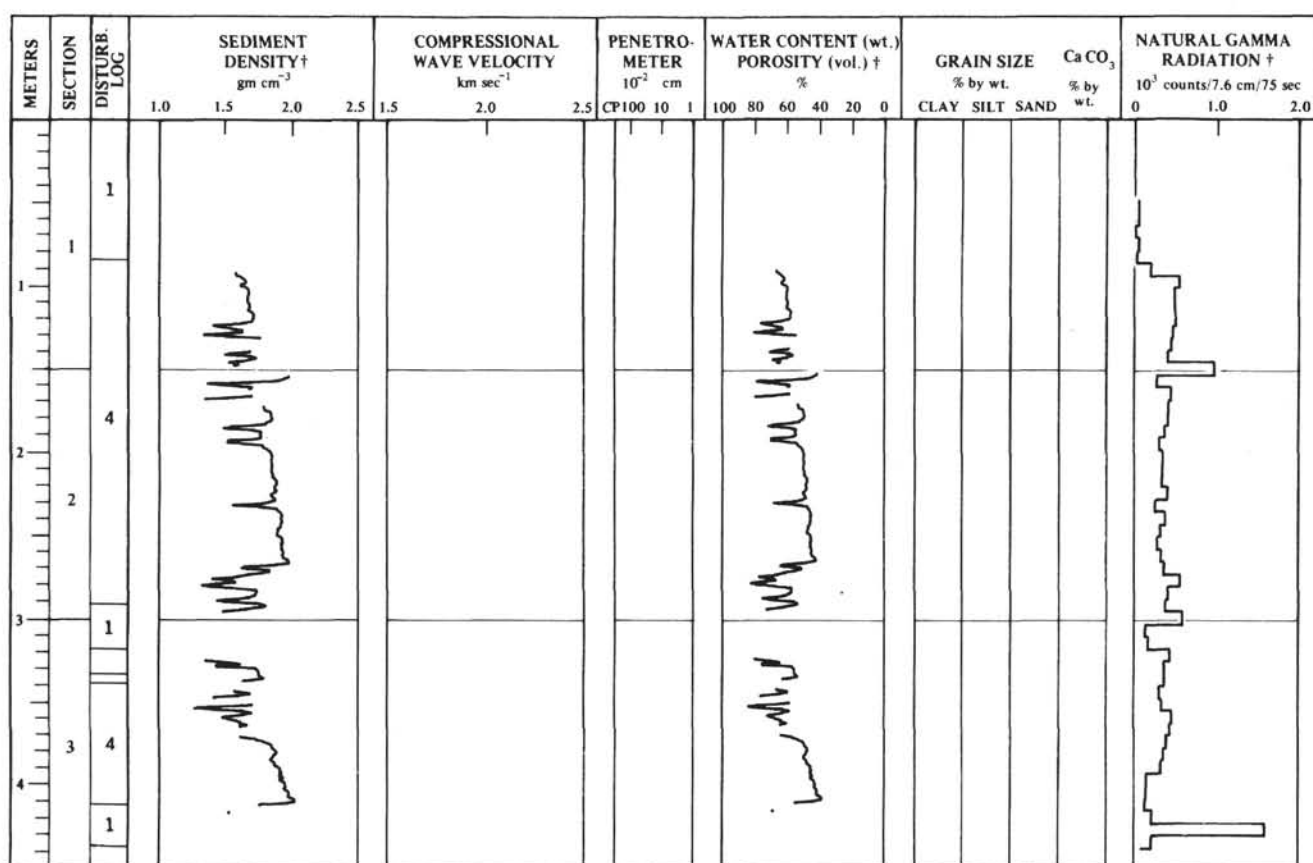 METERS
SECTION
DISTURB.
LOG
SEDIMENT
DENSITY†
gm cm⁻³
1.0 1.5 2.0 2.5
COMPRESSIONAL
WAVE VELOCITY
km sec⁻¹
1.5 2.0 2.5
PENETRO-
METER
10⁻² cm
CP 100 10 1
WATER CONTENT (wt.)
POROSITY (vol.) †
%
100 80 60 40 20 0
GRAIN SIZE
% by wt.
CLAY SILT SAND
Ca CO₃
% by
wt.
NATURAL GAMMA
RADIATION †
10³ counts/7.6 cm/75 sec
0 1.0 2.0
1
1
1
4
2
2
3
1
3
4
4
1